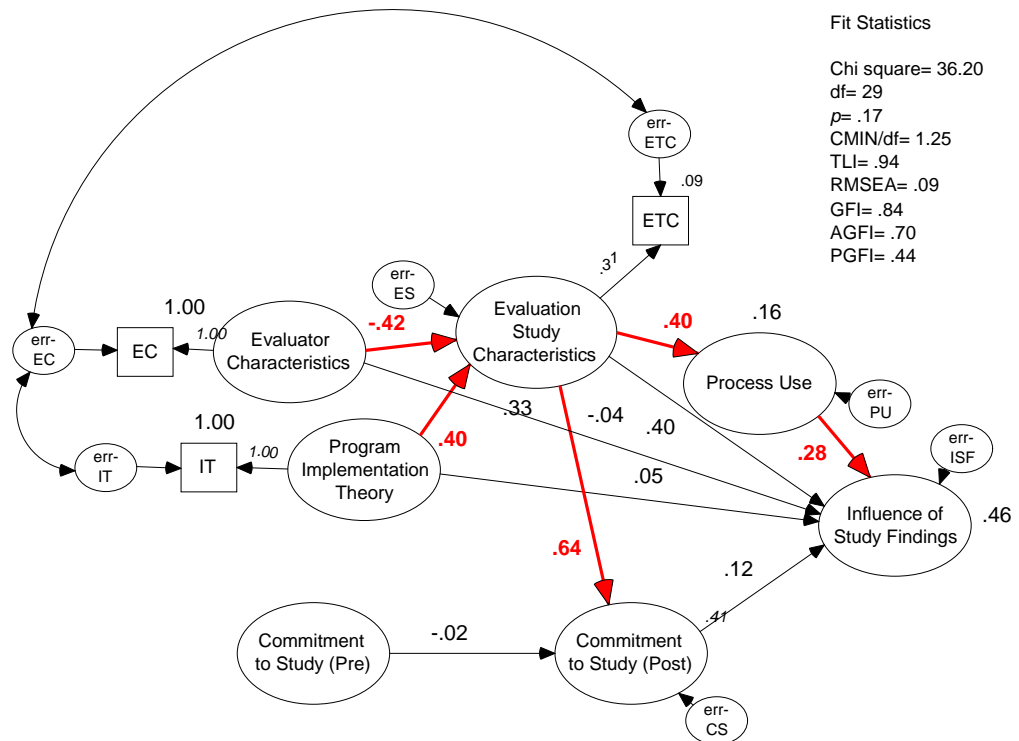 Fit Statistics
Chi square= 36.20
df= 29
p= .17
CMIN/df= 1.25
TLI= .94
RMSEA= .09
GFI= .84
AGFI= .70
PGFI= .44
err-
ETC
.09
ETC
.31
err-
ES
Evaluation
Study
Characteristics
1.00
err-
EC
EC
1.00
Evaluator
Characteristics
-.42
.40
.16
Process Use
err-
PU
1.00
err-
IT
IT
1.00
Program
Implementation
Theory
.40
.33
-.04
.40
.05
.28
err-
ISF
Influence of
Study Findings
.46
.64
.12
.41
Commitment
to Study (Pre)
-.02
Commitment
to Study (Post)
err-
CS